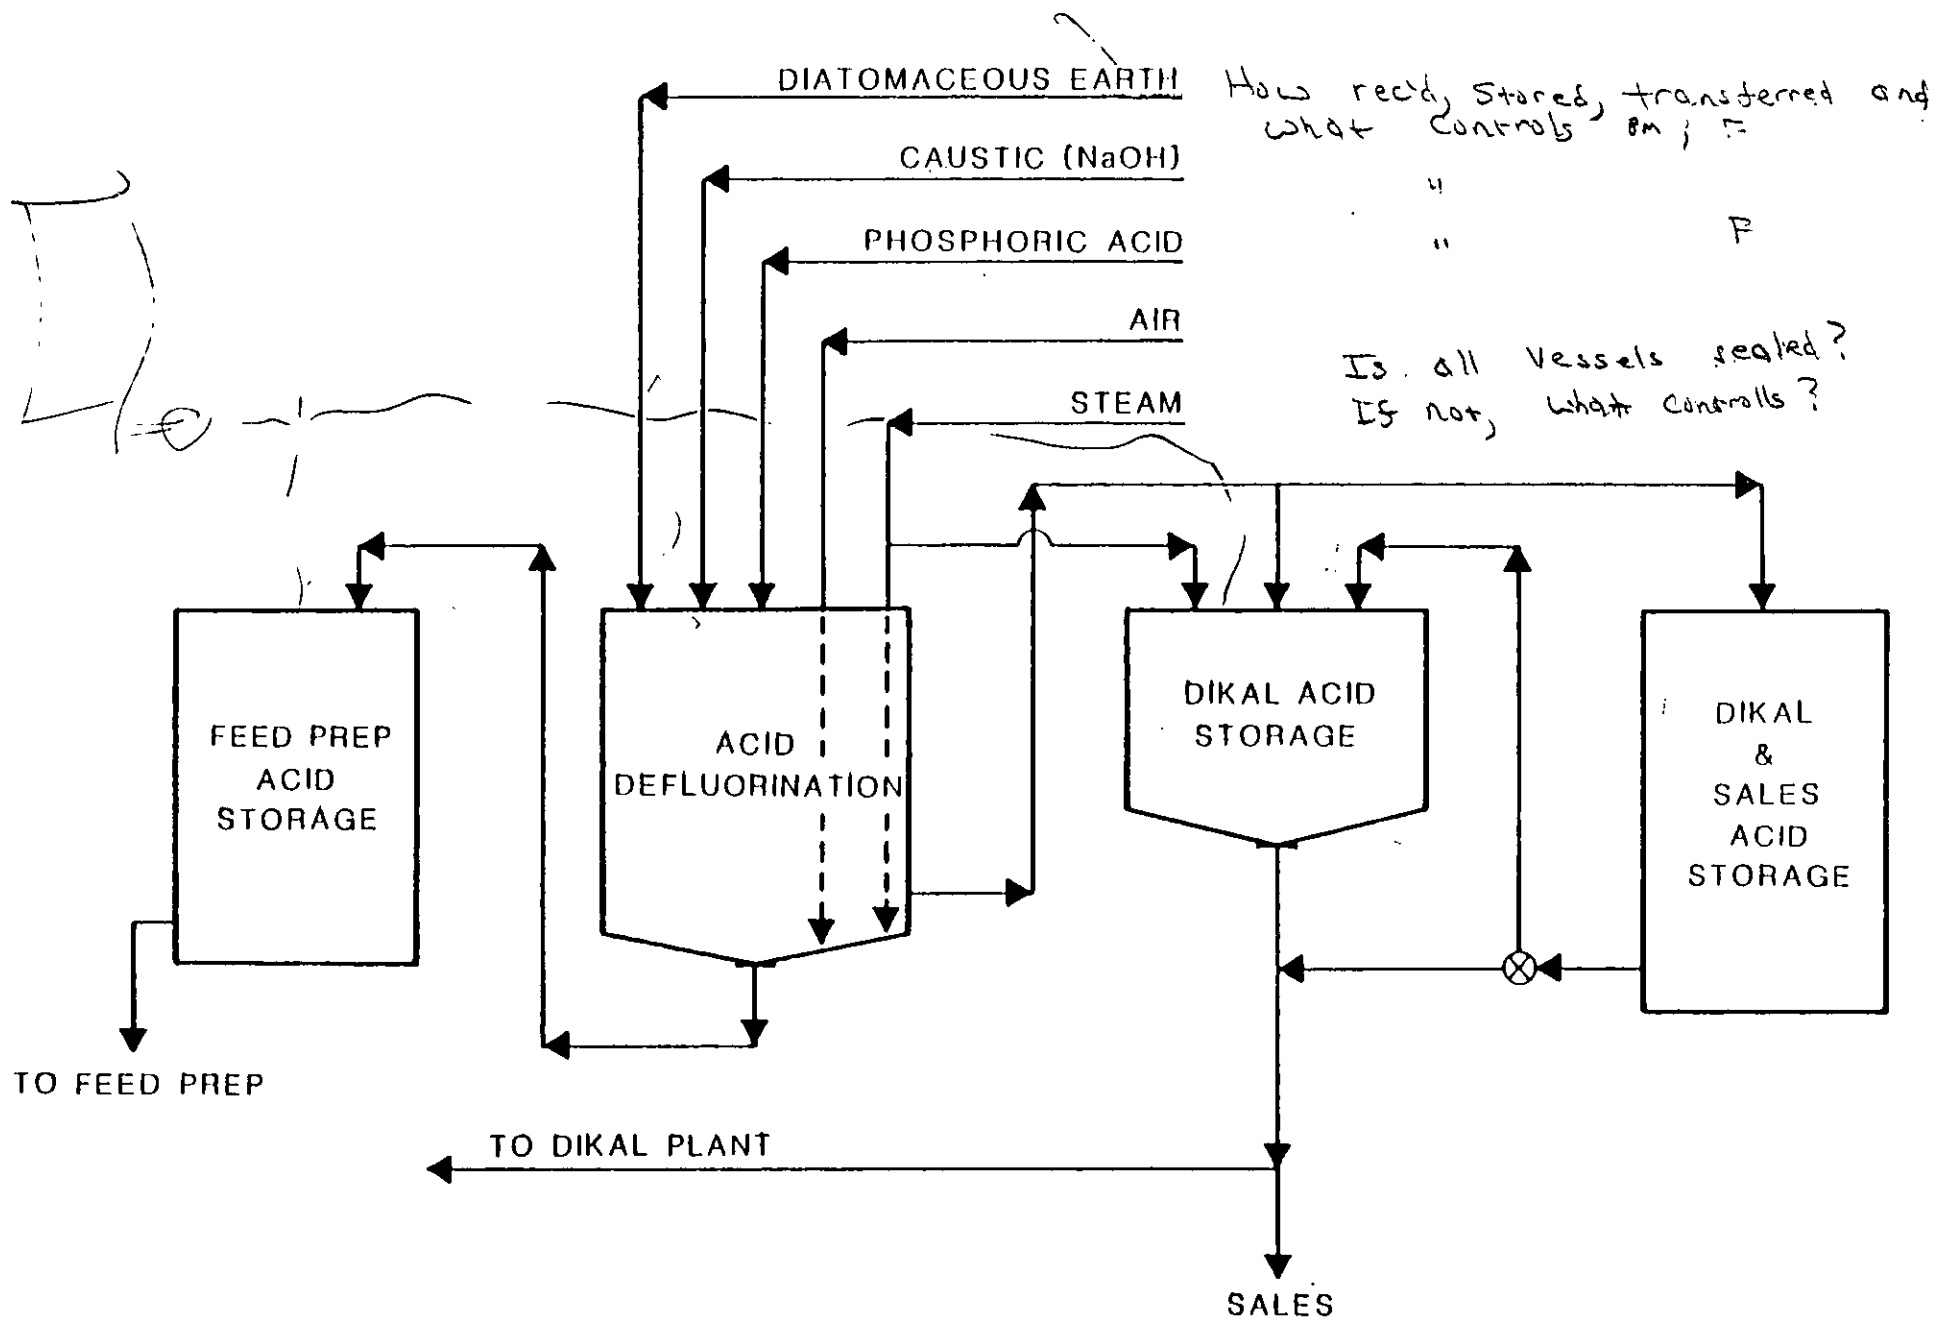 DIATOMACEOUS EARTH
How rec'd, Stored, transferred and
what controls PM; F
CAUSTIC (NaOH)
"
PHOSPHORIC ACID
" F
AIR
Is all Vessels sealed?
If not, what controlls?
STEAM
FEED PREP
ACID
STORAGE
ACID
DEFLUORINATION
DIKAL ACID
STORAGE
DIKAL
&
SALES
ACID
STORAGE
TO FEED PREP
TO DIKAL PLANT
SALES